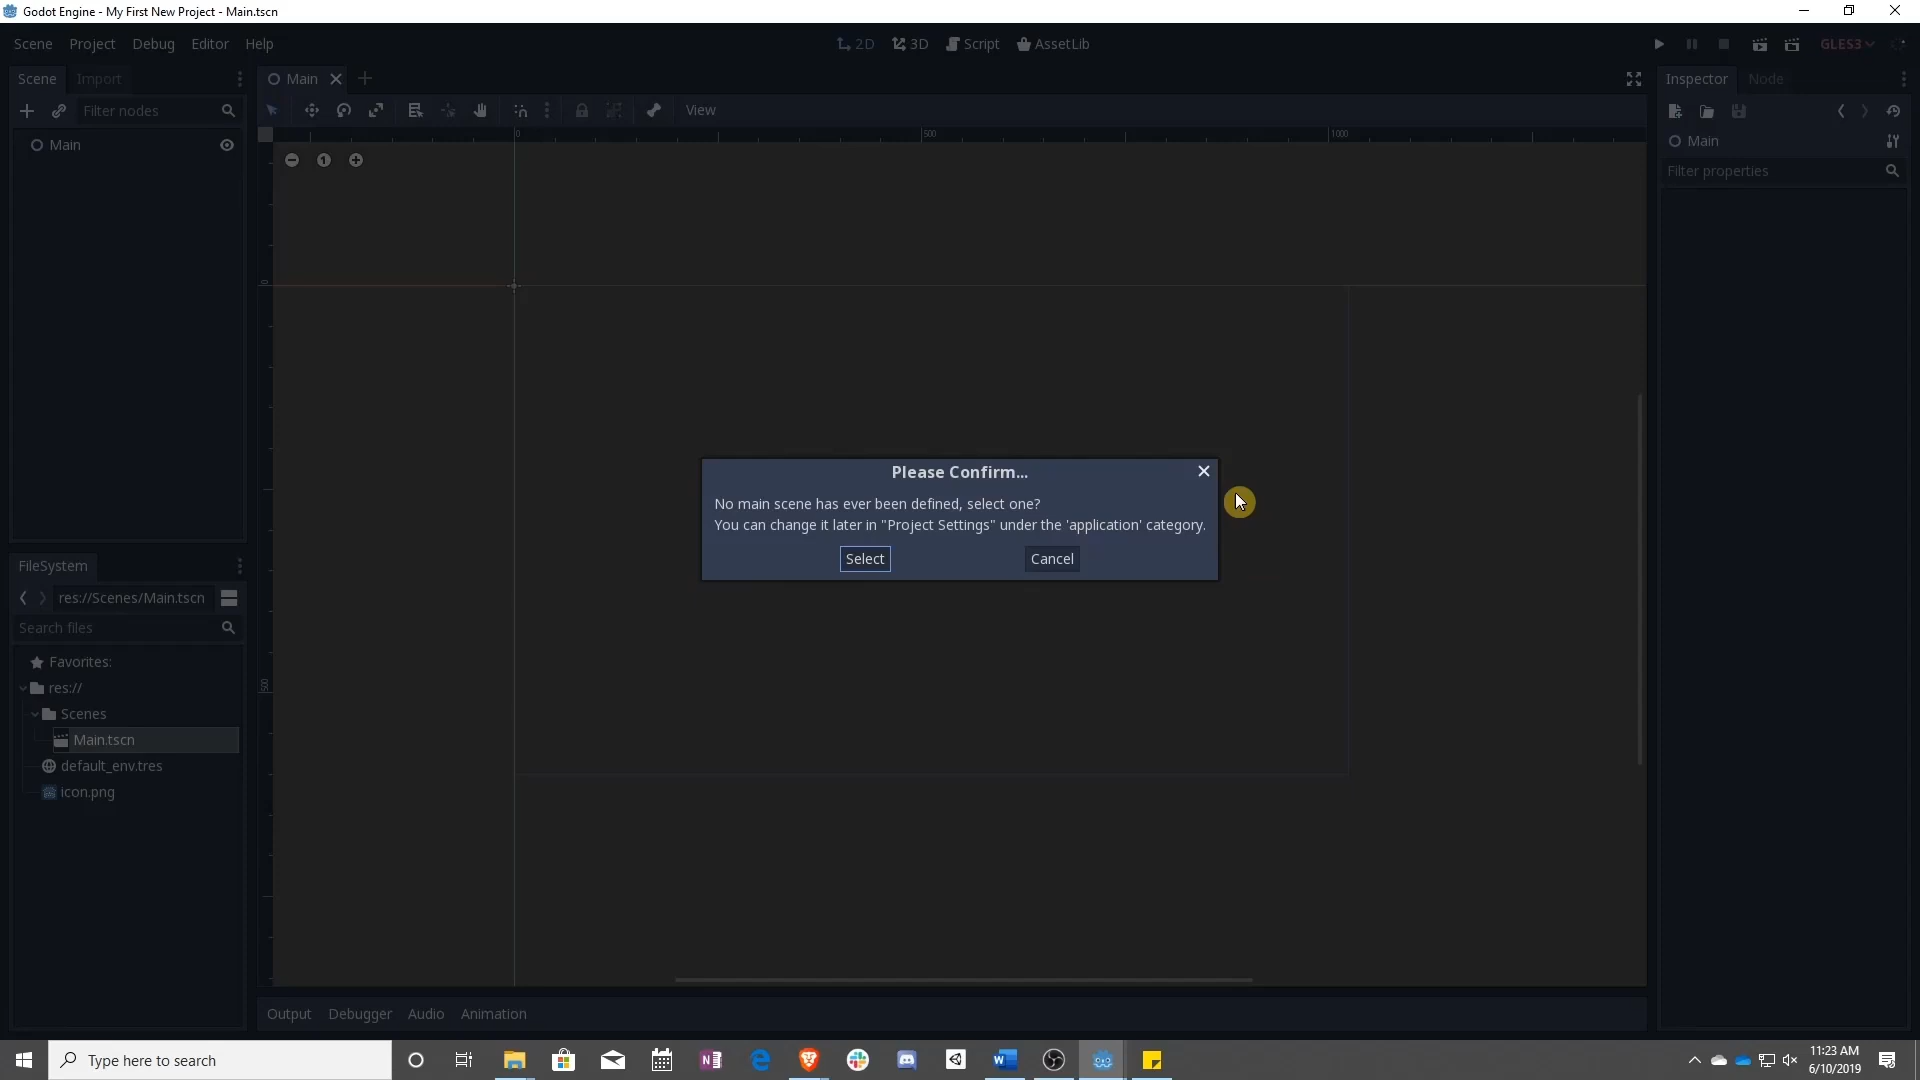 Godot Engine - My First New Project - Main.tscn
Scene Project Debug Editor Help
2D 3D Script AssetLib
GLES3
Scene Import
Main
Inspector Node
Filter nodes
View
0 500 1000
Main
1
Main
Filter properties
0
Please Confirm...
No main scene has ever been defined, select one?
You can change it later in "Project Settings" under the 'application' category.
Select Cancel
FileSystem
res://Scenes/Main.tscn
Search files
Favorites:
res://
500
Scenes
Main.tscn
default_env.tres
icon.png
Output Debugger Audio Animation
Type here to search
11:23 AM
6/10/2019